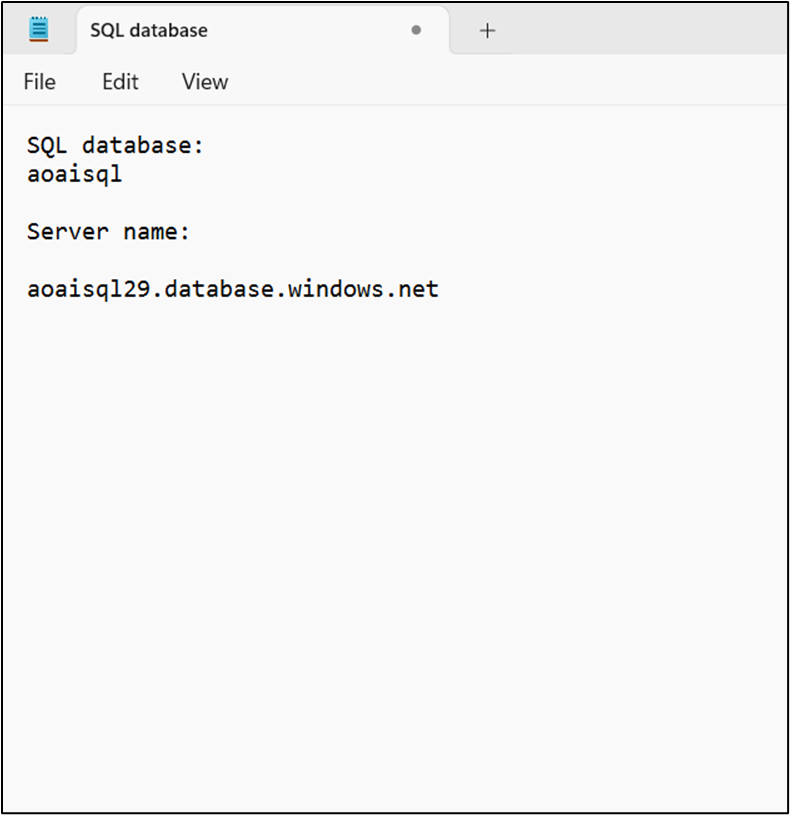 SQL database
File Edit View
SQL database:
aoaisql
Server name:
aoaisql29.database.windows.net